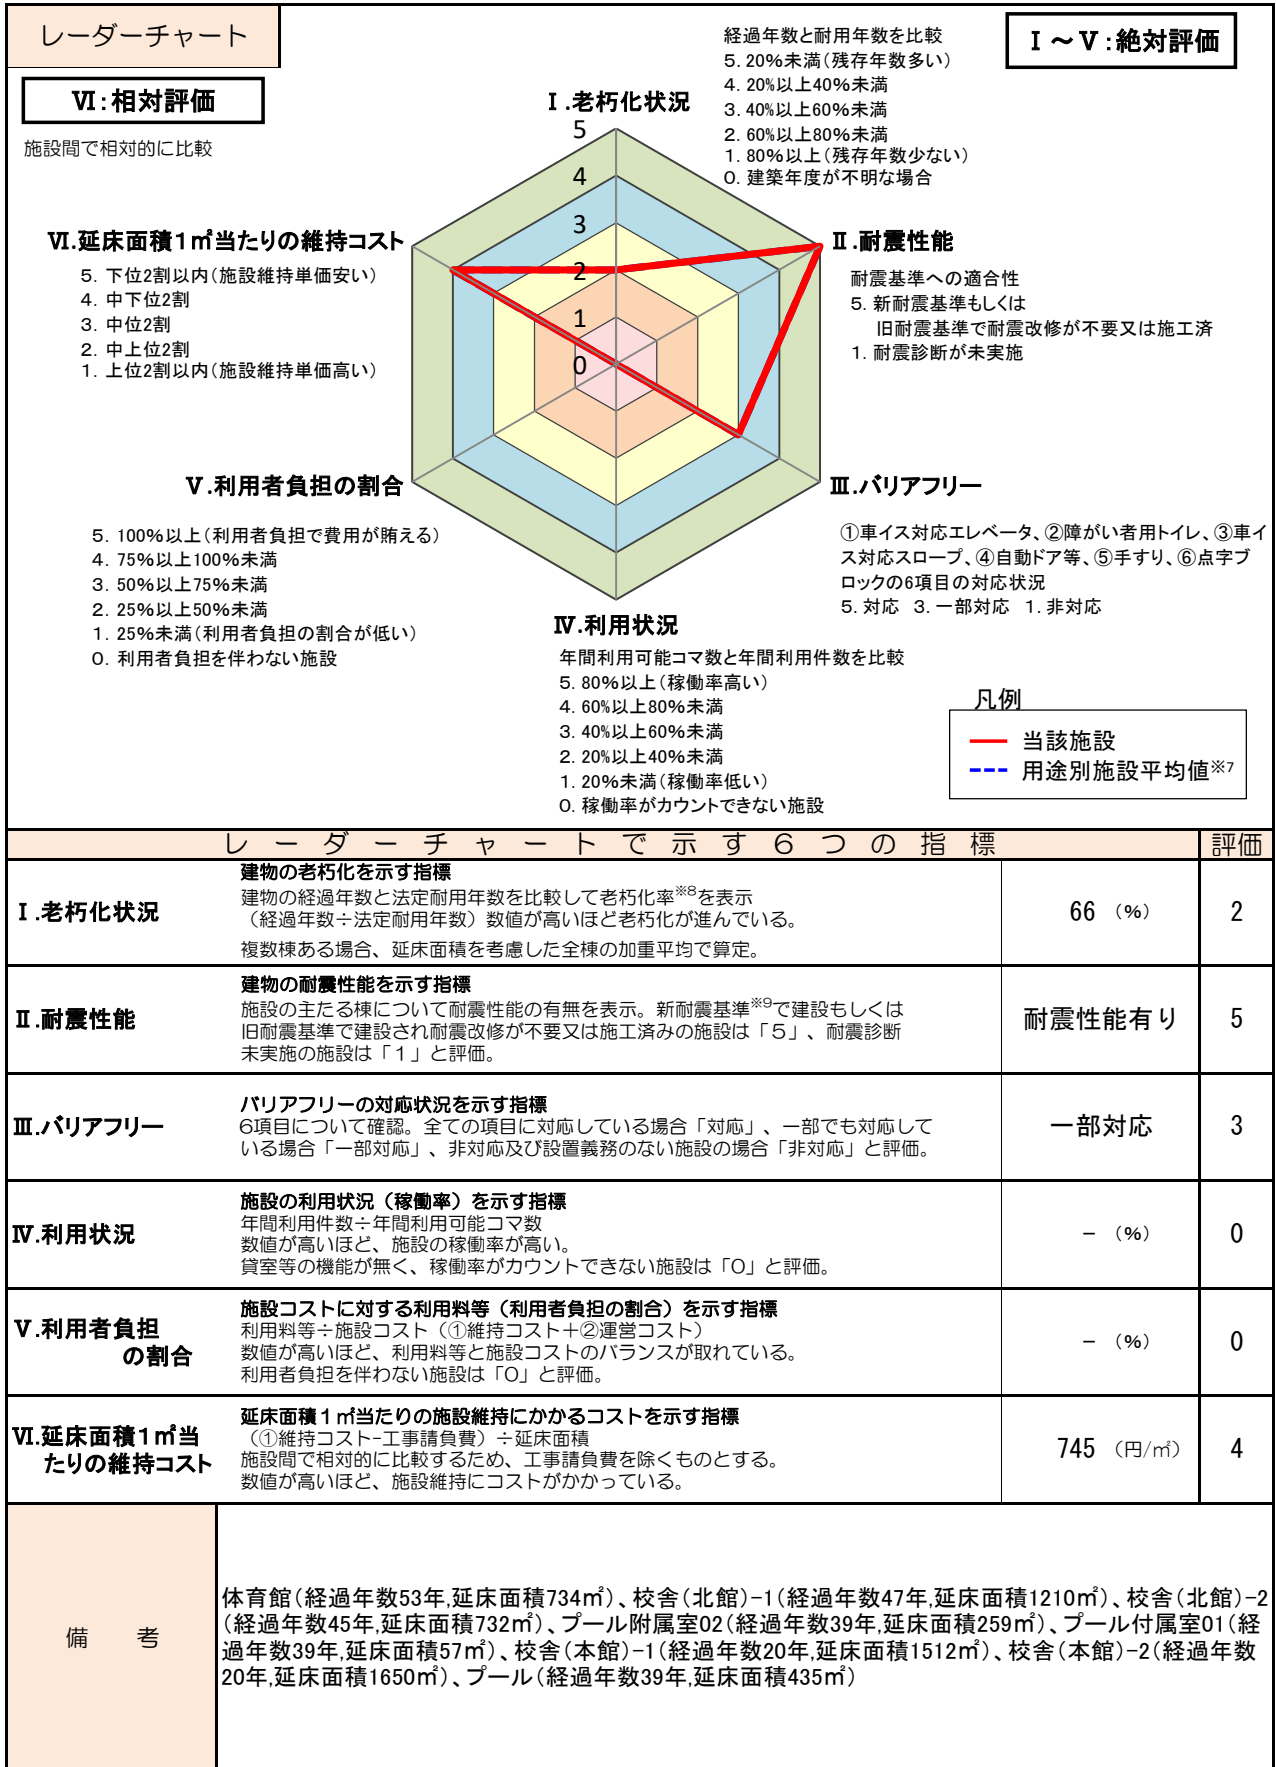 レーダーチャート
Ⅰ～Ⅴ:絶対評価
Ⅵ:相対評価
施設間で相対的に比較
経過年数と耐用年数を比較
5. 20%未満(残存年数多い)
4. 20%以上40%未満
3. 40%以上60%未満
2. 60%以上80%未満
1. 80%以上(残存年数少ない)
0. 建築年度が不明な場合
Ⅰ.老朽化状況
5
4
3
2
1
0
Ⅱ.耐震性能
耐震基準への適合性
5. 新耐震基準もしくは
旧耐震基準で耐震改修が不要又は施工済
1. 耐震診断が未実施
Ⅵ.延床面積1㎡当たりの維持コスト
5. 下位2割以内(施設維持単価安い)
4. 中下位2割
3. 中位2割
2. 中上位2割
1. 上位2割以内(施設維持単価高い)
Ⅴ.利用者負担の割合
5. 100%以上(利用者負担で費用が賄える)
4. 75%以上100%未満
3. 50%以上75%未満
2. 25%以上50%未満
1. 25%未満(利用者負担の割合が低い)
0. 利用者負担を伴わない施設
Ⅲ.バリアフリー
①車イス対応エレベータ、②障がい者用トイレ、③車イ
ス対応スロープ、④自動ドア等、⑤手すり、⑥点字ブ
ロックの6項目の対応状況
5. 対応 3. 一部対応 1. 非対応
Ⅳ.利用状況
年間利用可能コマ数と年間利用件数を比較
5. 80%以上(稼働率高い)
4. 60%以上80%未満
3. 40%以上60%未満
2. 20%以上40%未満
1. 20%未満(稼働率低い)
0. 稼働率がカウントできない施設
凡例
当該施設
用途別施設平均値※7
レーダーチャートで示す6つの指標 評価
建物の老朽化を示す指標
建物の経過年数と法定耐用年数を比較して老朽化率※8を表示
(経過年数÷法定耐用年数)数値が高いほど老朽化が進んでいる。
複数棟ある場合、延床面積を考慮した全棟の加重平均で算定。
Ⅰ.老朽化状況 66 (%) 2
建物の耐震性能を示す指標
施設の主たる棟について耐震性能の有無を表示。新耐震基準※9で建設もしくは
旧耐震基準で建設され耐震改修が不要又は施工済みの施設は「5」、耐震診断
未実施の施設は「1」と評価。
Ⅱ.耐震性能 耐震性能有り 5
バリアフリーの対応状況を示す指標
6項目について確認。全ての項目に対応している場合「対応」、一部でも対応して
いる場合「一部対応」、非対応及び設置義務のない施設の場合「非対応」と評価。
Ⅲ.バリアフリー 一部対応 3
施設の利用状況(稼働率)を示す指標
年間利用件数÷年間利用可能コマ数
数値が高いほど、施設の稼働率が高い。
貸室等の機能が無く、稼働率がカウントできない施設は「0」と評価。
Ⅳ.利用状況 － (%) 0
施設コストに対する利用料等(利用者負担の割合)を示す指標
利用料等÷施設コスト(①維持コスト+②運営コスト)
数値が高いほど、利用料等と施設コストのバランスが取れている。
利用者負担を伴わない施設は「0」と評価。
Ⅴ.利用者負担
の割合 － (%) 0
延床面積1㎡当たりの施設維持にかかるコストを示す指標
(①維持コスト-工事請負費)÷延床面積
施設間で相対的に比較するため、工事請負費を除くものとする。
数値が高いほど、施設維持にコストがかかっている。
Ⅵ.延床面積1㎡当
たりの維持コスト 745 (円/㎡) 4
備 考
体育館(経過年数53年,延床面積734㎡)、校舎(北館)-1(経過年数47年,延床面積1210㎡)、校舎(北館)-2
(経過年数45年,延床面積732㎡)、プール附属室02(経過年数39年,延床面積259㎡)、プール付属室01(経
過年数39年,延床面積57㎡)、校舎(本館)-1(経過年数20年,延床面積1512㎡)、校舎(本館)-2(経過年数
20年,延床面積1650㎡)、プール(経過年数39年,延床面積435㎡)